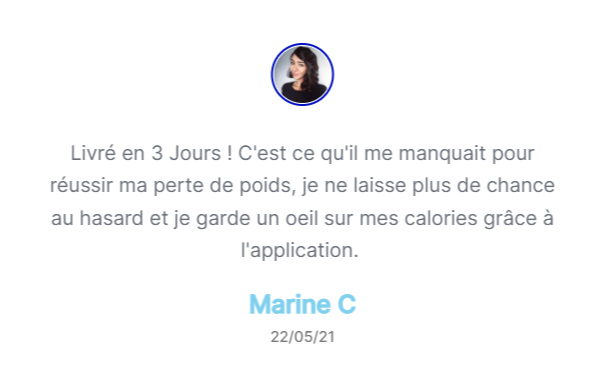 Livré en 3 Jours ! C'est ce qu'il me manquait pour
réussir ma perte de poids, je ne laisse plus de chance
au hasard et je garde un oeil sur mes calories grâce à
l'application.
Marine C
22/05/21